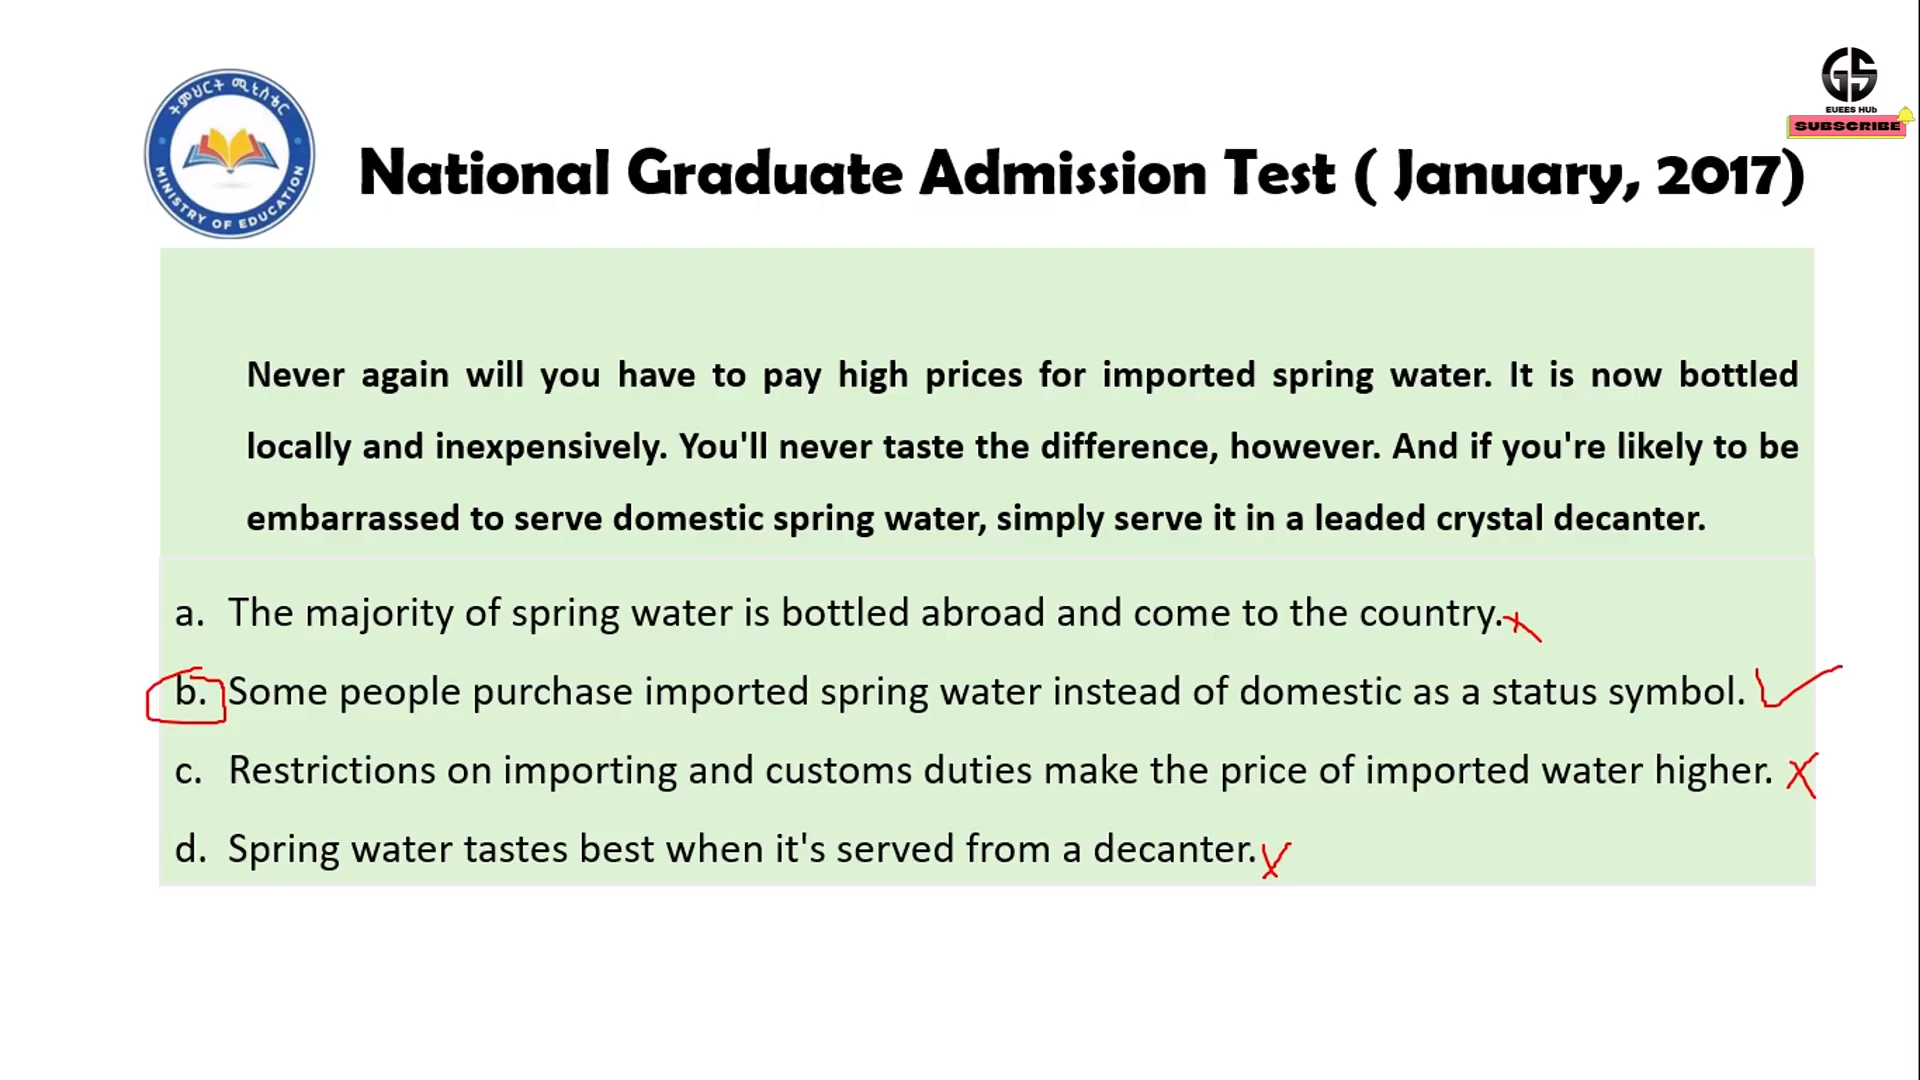 GS
EUEES HUb
SUBSCRIBE
ትምህርት ሚኒስቴር
MINISTRY OF EDUCATION
National Graduate Admission Test ( January, 2017)
Never again will you have to pay high prices for imported spring water. It is now bottled
locally and inexpensively. You'll never taste the difference, however. And if you're likely to be
embarrassed to serve domestic spring water, simply serve it in a leaded crystal decanter.
a. The majority of spring water is bottled abroad and come to the country.
b. Some people purchase imported spring water instead of domestic as a status symbol.
c. Restrictions on importing and customs duties make the price of imported water higher.
d. Spring water tastes best when it's served from a decanter.